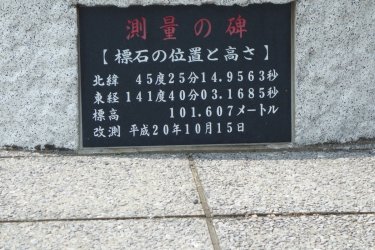 測量の碑
【標石の位置と高さ】
北緯 45度25分14.9563秒
東経 141度40分03.1685秒
標高 101.607メートル
改測 平成20年10月15日